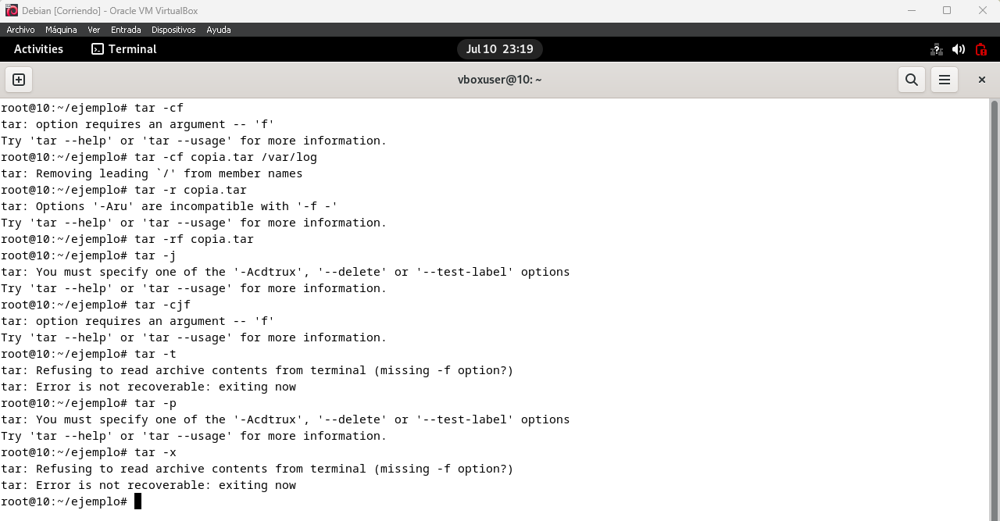 Debian [Corriendo] - Oracle VM VirtualBox
Archivo Máquina Ver Entrada Dispositivos Ayuda
Activities Terminal Jul 10 23:19
vboxuser@10: ~
root@10:~/ejemplo# tar -cf
tar: option requires an argument -- 'f'
Try 'tar --help' or 'tar --usage' for more information.
root@10:~/ejemplo# tar -cf copia.tar /var/log
tar: Removing leading `/' from member names
root@10:~/ejemplo# tar -r copia.tar
tar: Options '-Aru' are incompatible with '-f -'
Try 'tar --help' or 'tar --usage' for more information.
root@10:~/ejemplo# tar -rf copia.tar
root@10:~/ejemplo# tar -j
tar: You must specify one of the '-Acdtrux', '--delete' or '--test-label' options
Try 'tar --help' or 'tar --usage' for more information.
root@10:~/ejemplo# tar -cjf
tar: option requires an argument -- 'f'
Try 'tar --help' or 'tar --usage' for more information.
root@10:~/ejemplo# tar -t
tar: Refusing to read archive contents from terminal (missing -f option?)
tar: Error is not recoverable: exiting now
root@10:~/ejemplo# tar -p
tar: You must specify one of the '-Acdtrux', '--delete' or '--test-label' options
Try 'tar --help' or 'tar --usage' for more information.
root@10:~/ejemplo# tar -x
tar: Refusing to read archive contents from terminal (missing -f option?)
tar: Error is not recoverable: exiting now
root@10:~/ejemplo#